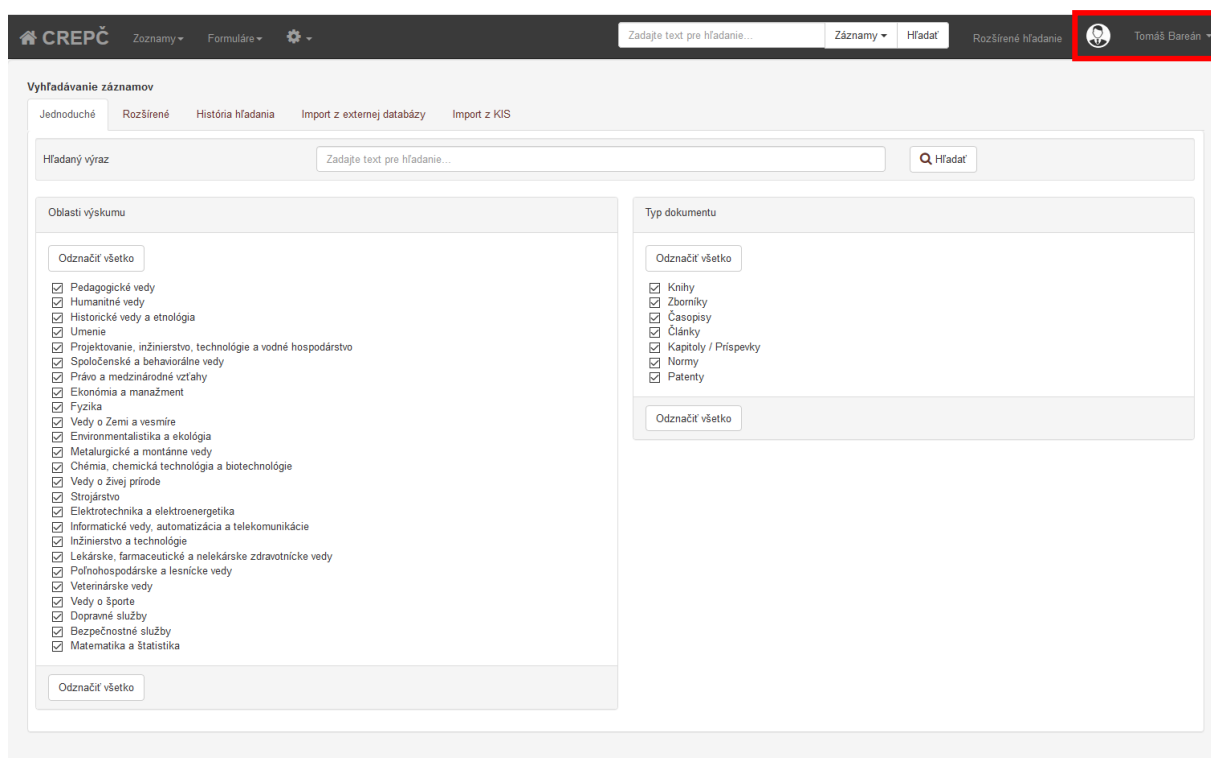 CREPČ Zoznamy Formuláre Zadajte text pre hľadanie... Záznamy Hľadať Rozšírené hľadanie Tomáš Bareán
Vyhľadávanie záznamov
Jednoduché Rozšírené História hľadania Import z externej databázy Import z KIS
Hľadaný výraz Zadajte text pre hľadanie... Hľadať
Oblasti výskumu
Odznačiť všetko
Pedagogické vedy
Humanitné vedy
Historické vedy a etnológia
Umenie
Projektovanie, inžinierstvo, technológie a vodné hospodárstvo
Spoločenské a behaviorálne vedy
Právo a medzinárodné vzťahy
Ekonómia a manažment
Fyzika
Vedy o Zemi a vesmíre
Environmentalistika a ekológia
Metalurgické a montánne vedy
Chémia, chemická technológia a biotechnológie
Vedy o živej prírode
Strojárstvo
Elektrotechnika a elektroenergetika
Informatické vedy, automatizácia a telekomunikácie
Inžinierstvo a technológie
Lekárske, farmaceutické a nelekárske zdravotnícke vedy
Poľnohospodárske a lesnícke vedy
Veterinárske vedy
Vedy o športe
Dopravné služby
Bezpečnostné služby
Matematika a štatistika
Odznačiť všetko
Typ dokumentu
Odznačiť všetko
Knihy
Zborníky
Časopisy
Články
Kapitoly / Príspevky
Normy
Patenty
Odznačiť všetko